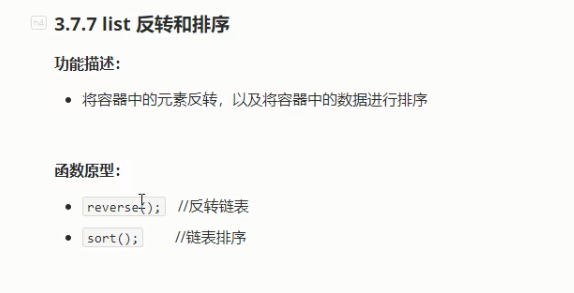 3.7.7 list 反转和排序
功能描述：
将容器中的元素反转，以及将容器中的数据进行排序
函数原型：
reverse(); //反转链表
sort(); //链表排序